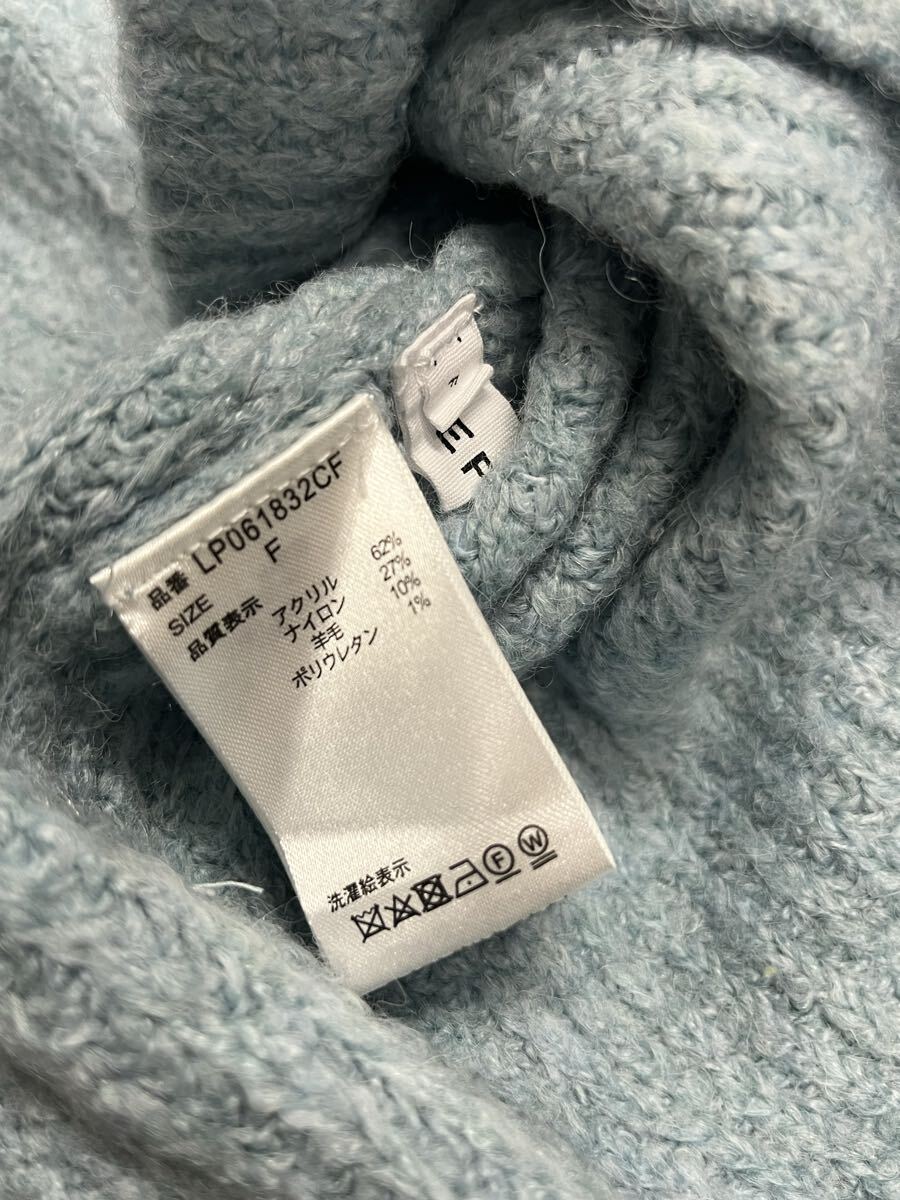 E F
品番 LP061832CF
SIZE F
品質表示 アクリル 62%
ナイロン 27%
羊毛 10%
ポリウレタン 1%
洗濯絵表示
F W